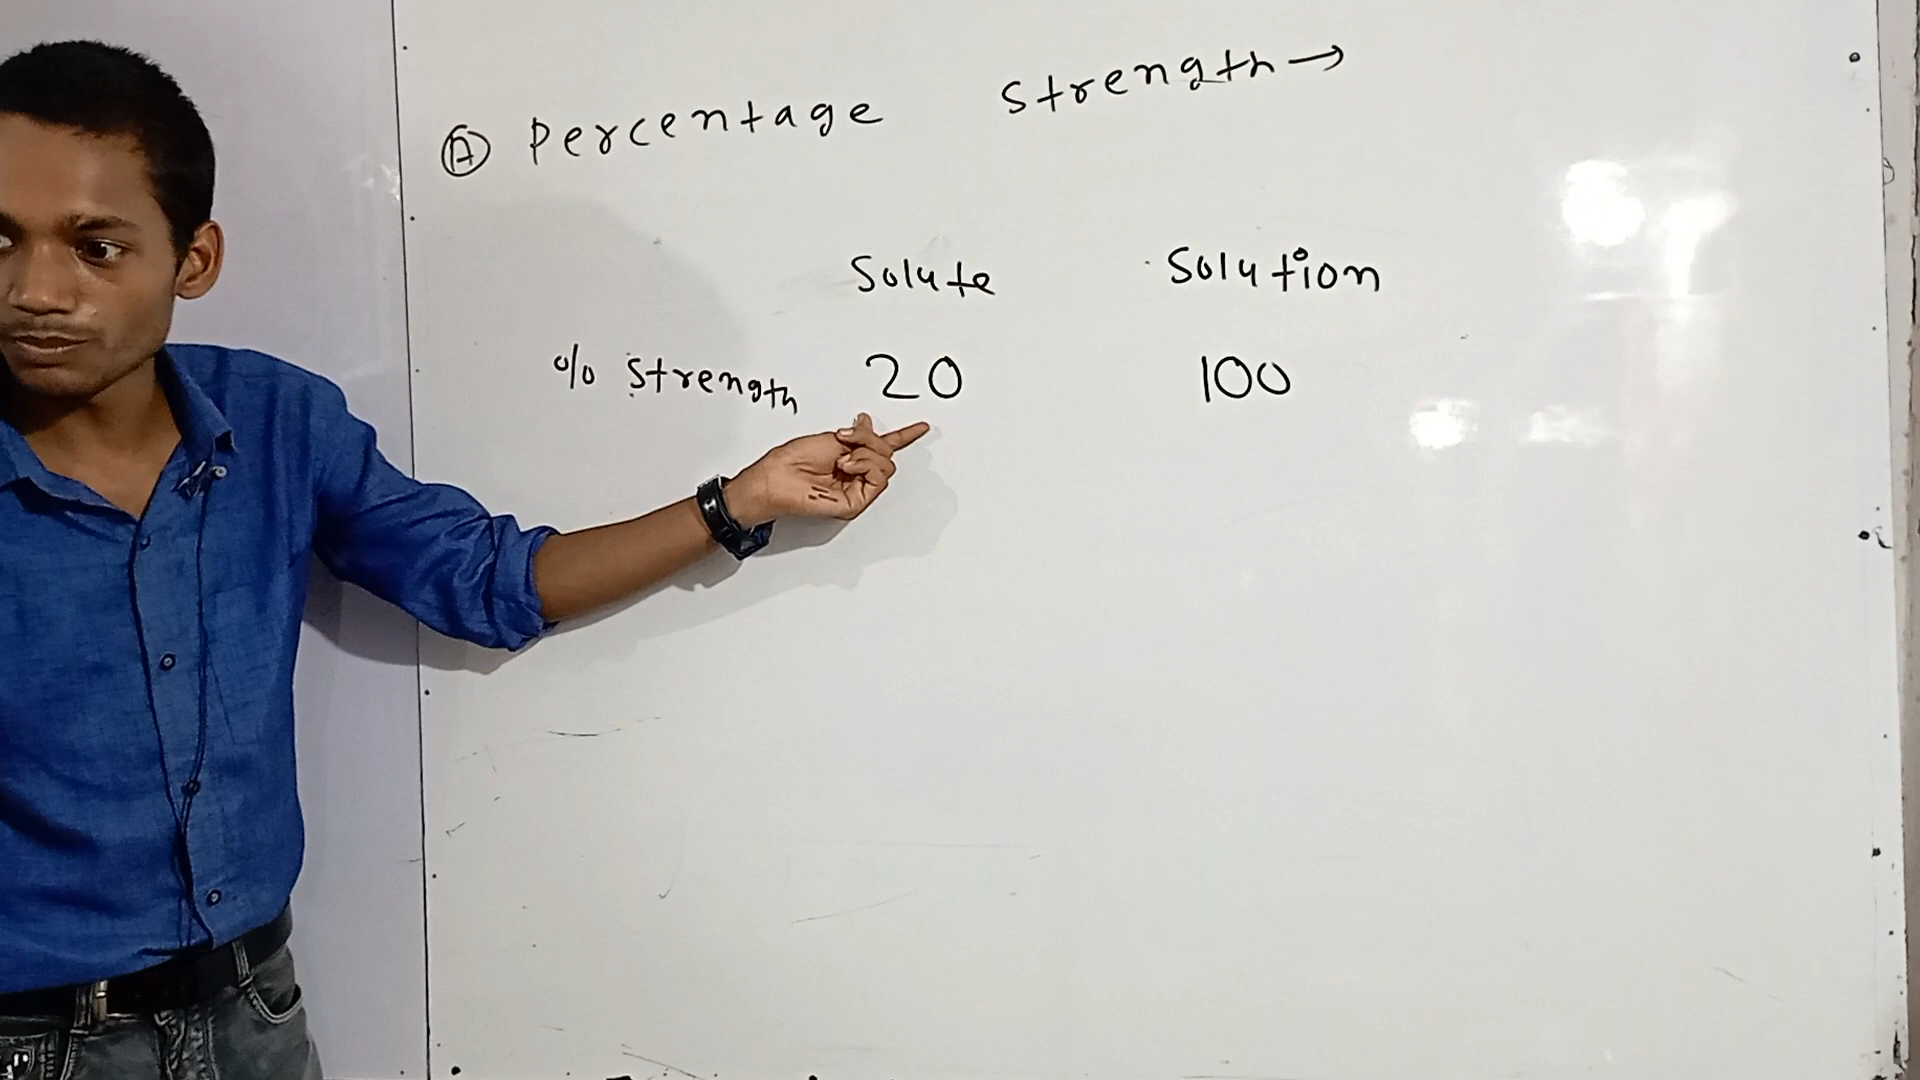 Ⓐ Percentage Strength →
Solute Solution
% Strength 20 100